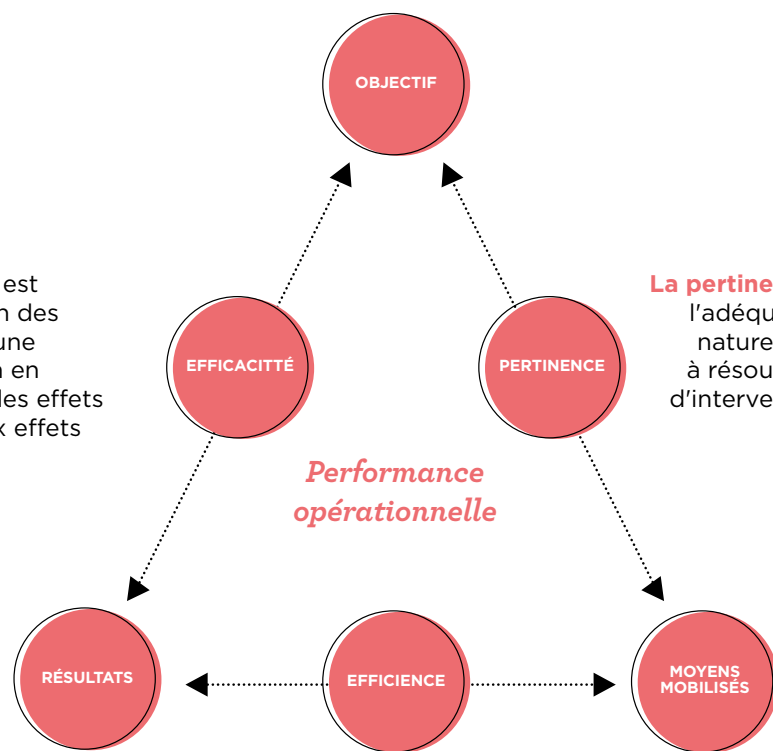 OBJECTIF
est
n des
une
en
des effets
x effets
EFFICACITTÉ
PERTINENCE
La pertine
l'adéqu
nature
à résou
d'interve
Performance
opérationnelle
RÉSULTATS
EFFICIENCE
MOYENS
MOBILISÉS